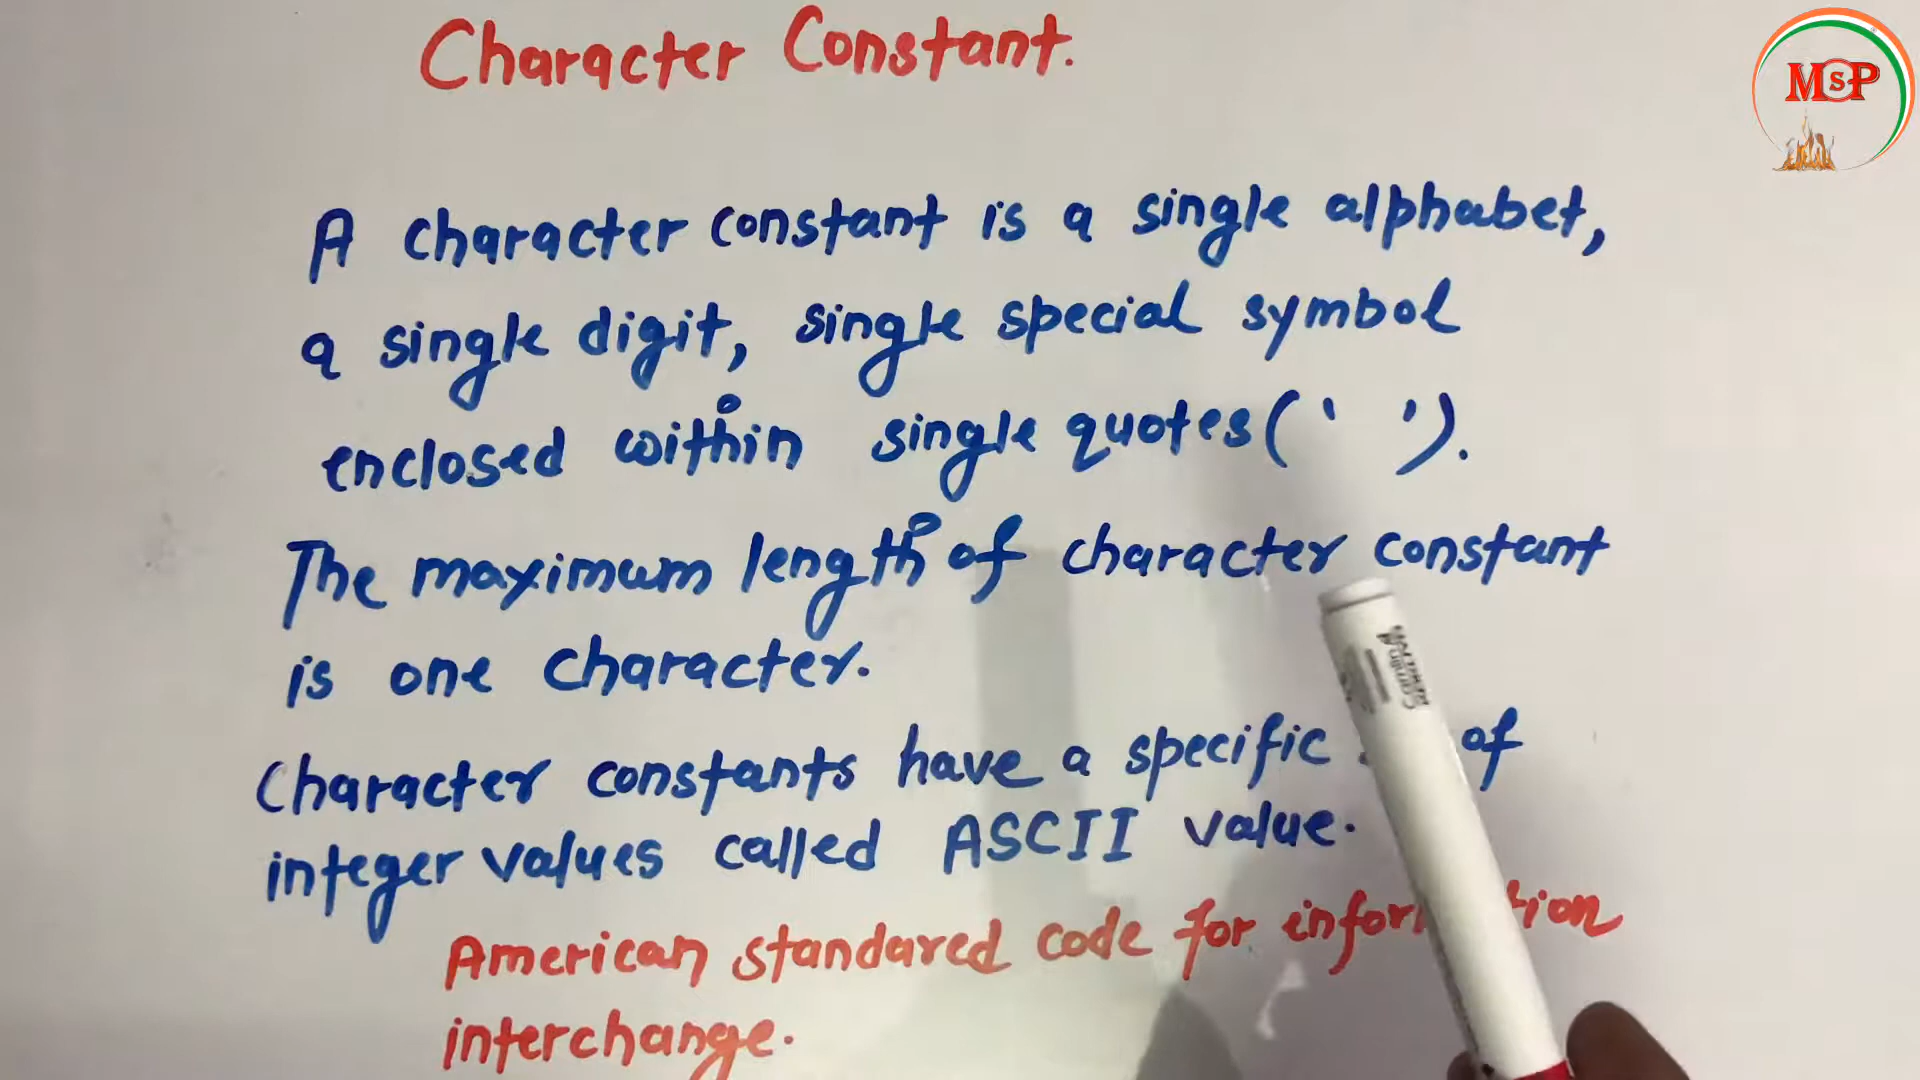 Character Constant.
MSP
A character constant is a single alphabet,
a single digit, single special symbol
enclosed within single quotes (' ').
The maximum length of character constant
is one character.
Character constants have a specific of
integer values called ASCII value.
American standared code for information
interchange.